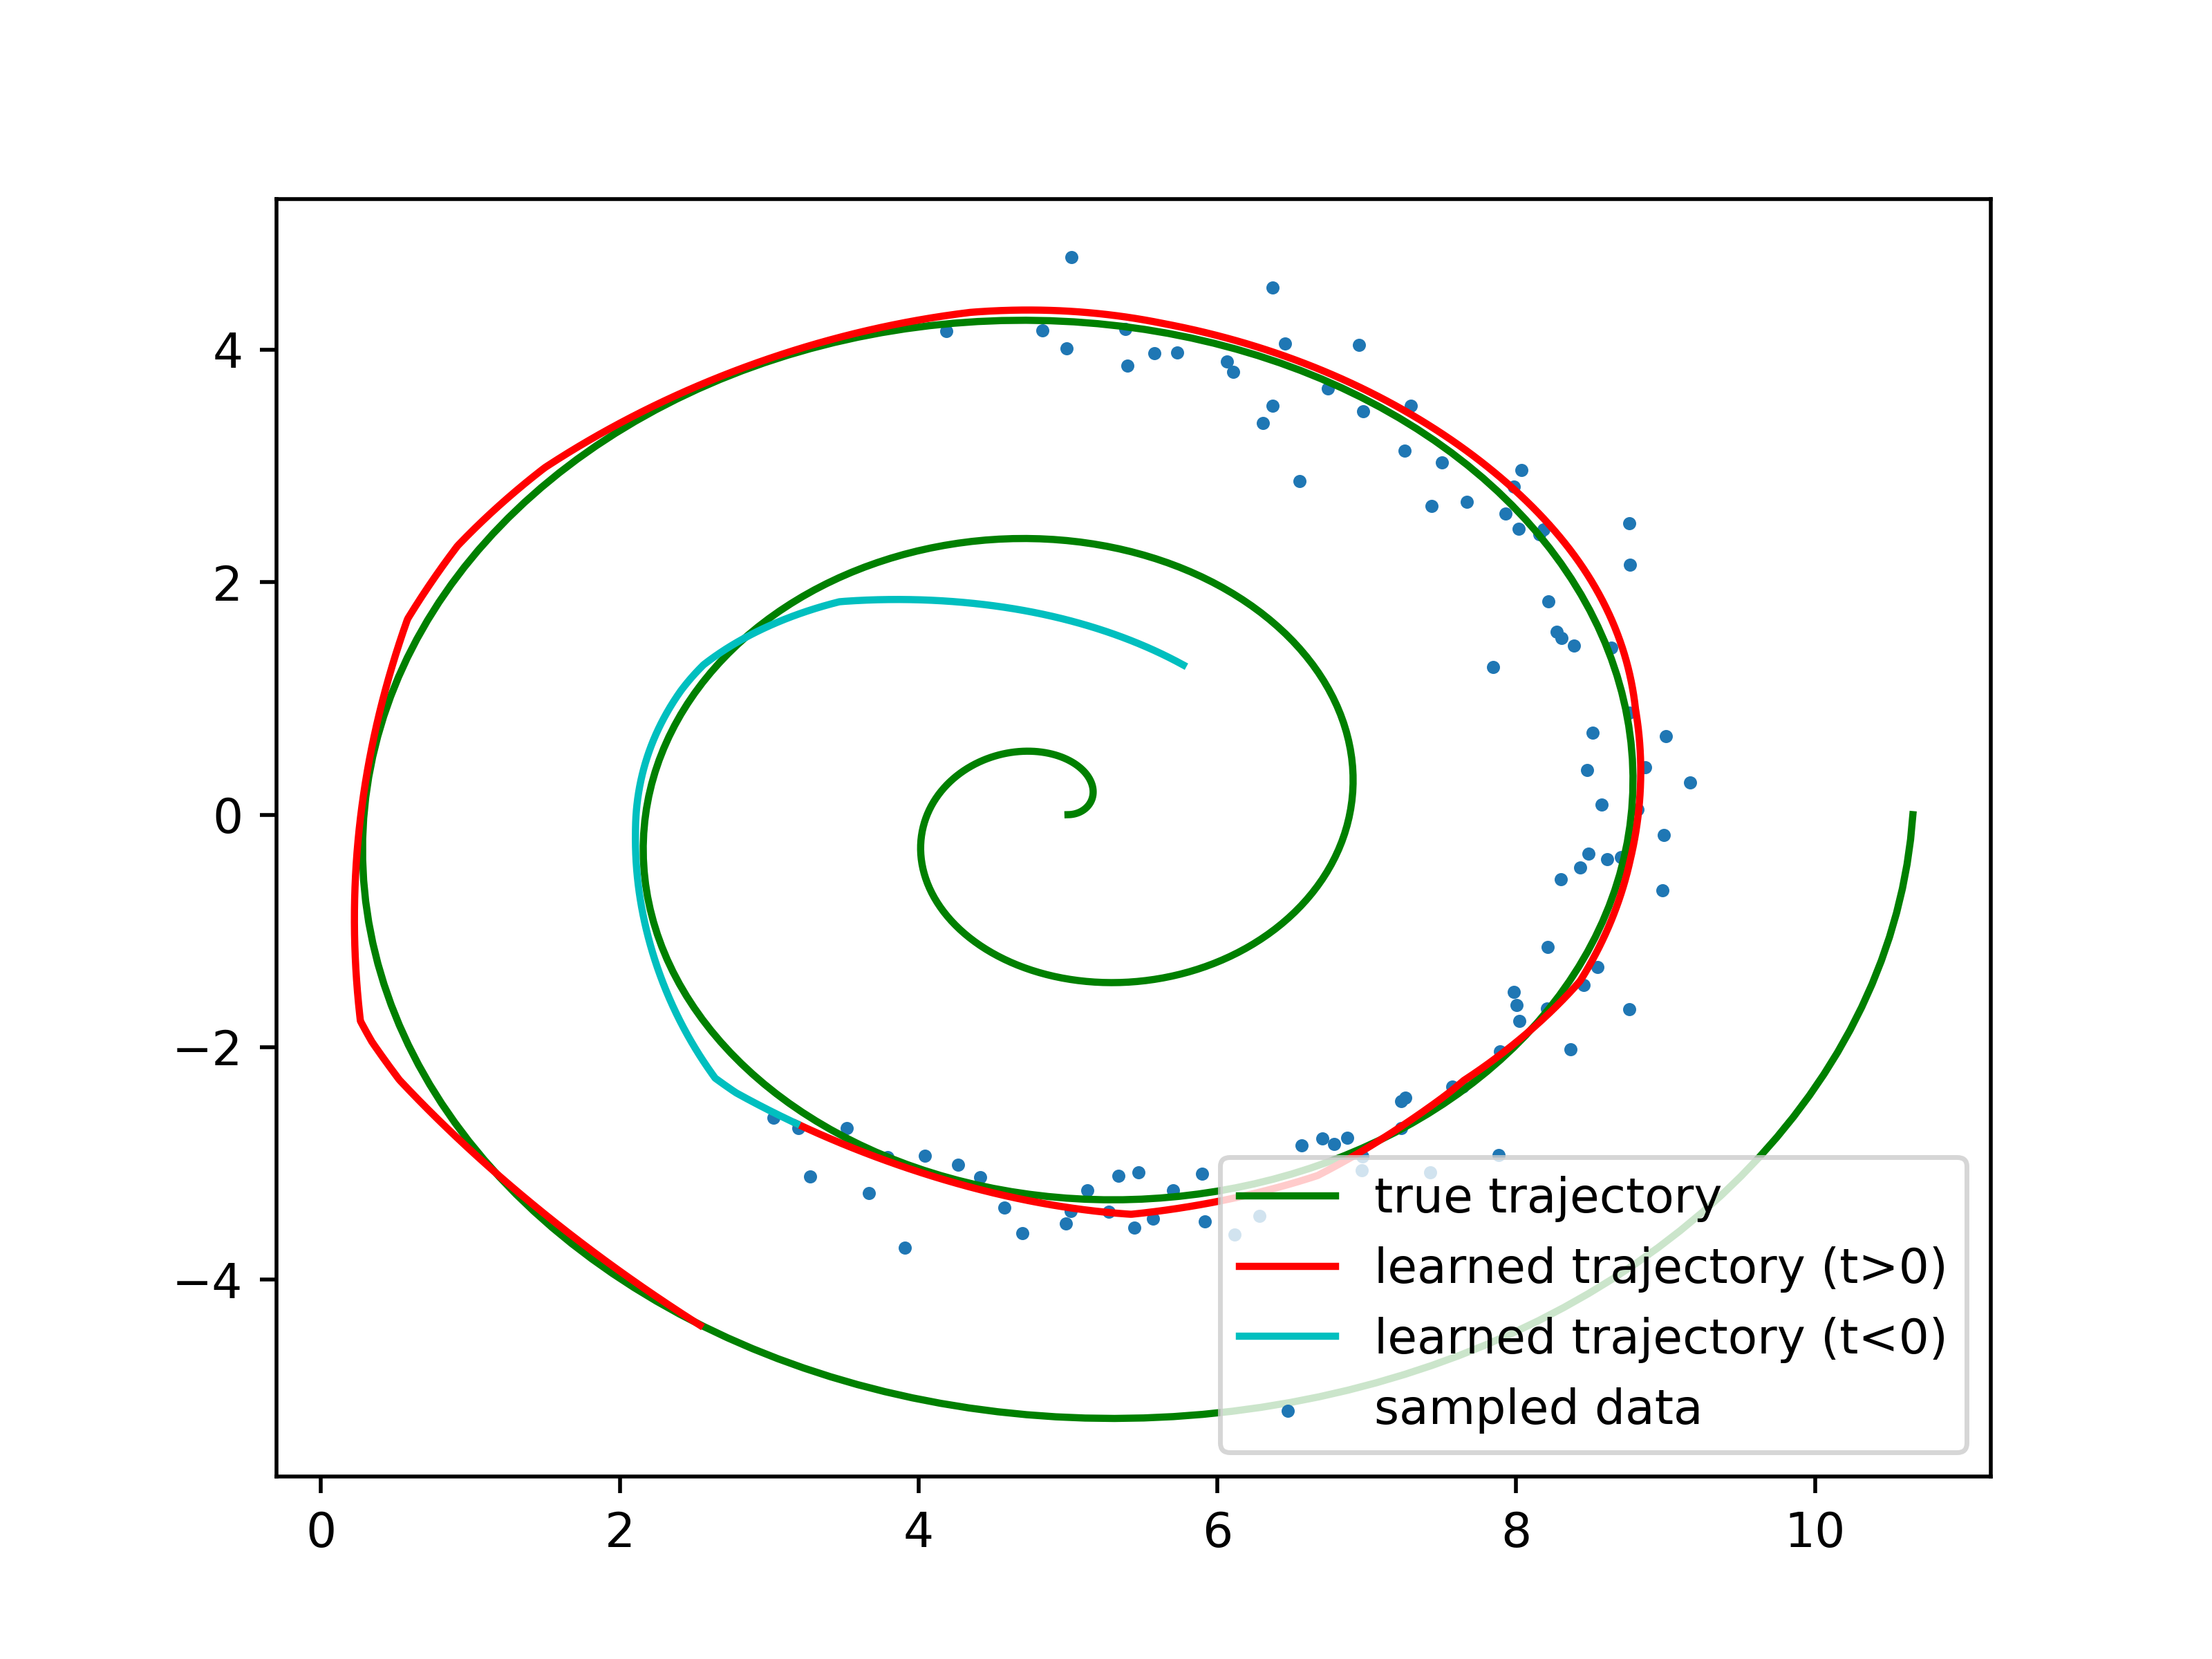 4
2
0
−2
−4
0 2 4 6 8 10
true trajectory
learned trajectory (t>0)
learned trajectory (t<0)
sampled data